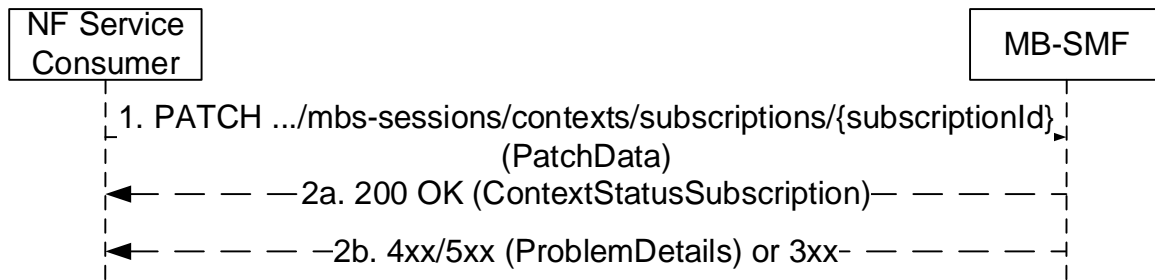 NF Service
Consumer
MB-SMF
1. PATCH .../mbs-sessions/contexts/subscriptions/{subscriptionId}
(PatchData)
2a. 200 OK (ContextStatusSubscription)
2b. 4xx/5xx (ProblemDetails) or 3xx